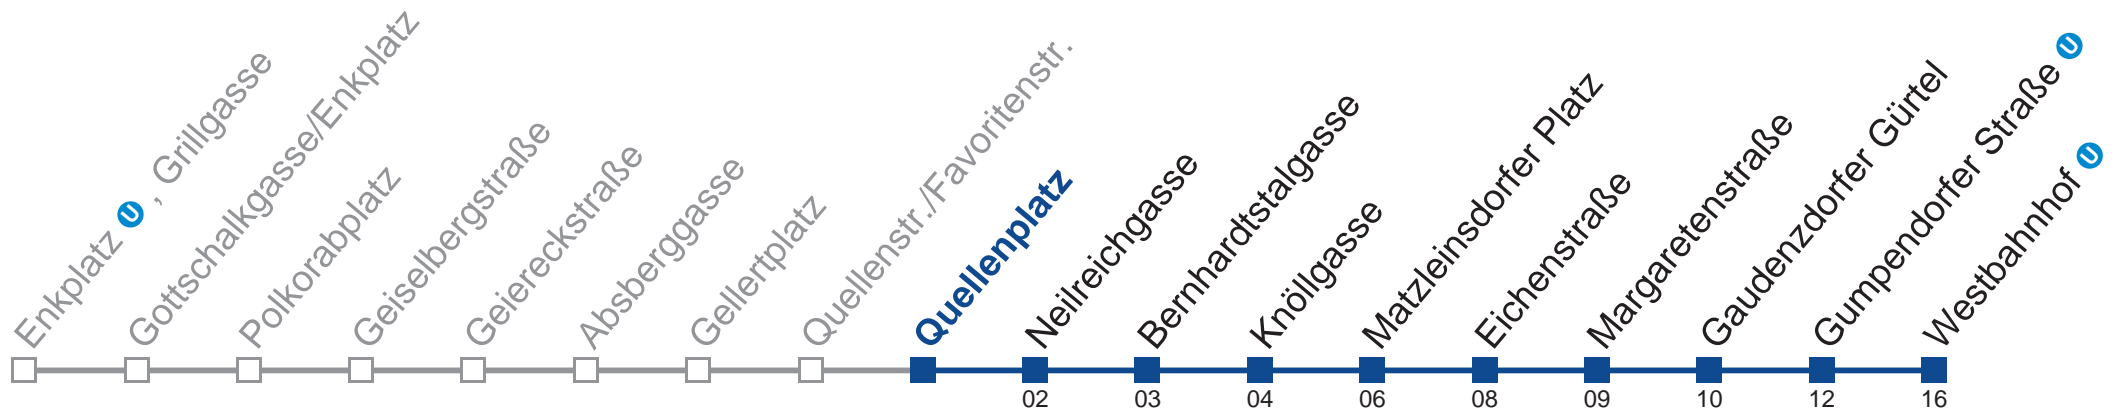 Enkplatz U, Grillgasse
Gottschalkgasse/Enkplatz
Polkorabplatz
Geiselbergstraße
Geiereckstraße
Absberggasse
Gellertplatz
Quellenstr./Favoritenstr.
Quellenplatz
Neilreichgasse
Bernhardtstalgasse
Knöllgasse
Matzleinsdorfer Platz
Eichenstraße
Margaretenstraße
Gaudenzdorfer Gürtel
Gumpendorfer Straße U
Westbahnhof U
02 03 04 06 08 09 10 12 16